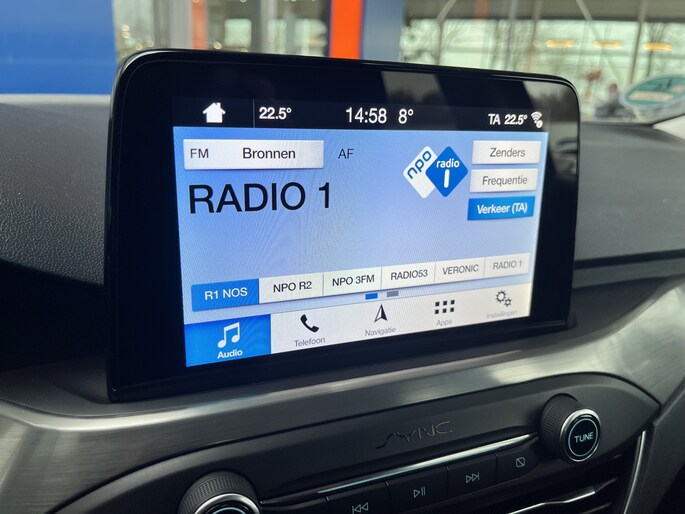 22.5° 14:58 8° TA 22.5°
FM Bronnen AF
npo radio 1
Zenders
Frequentie
Verkeer (TA)
RADIO 1
R1 NOS NPO R2 NPO 3FM RADIO53 VERONIC RADIO 1
Audio Telefoon Navigatie Apps Instellingen
SYNC
TUNE